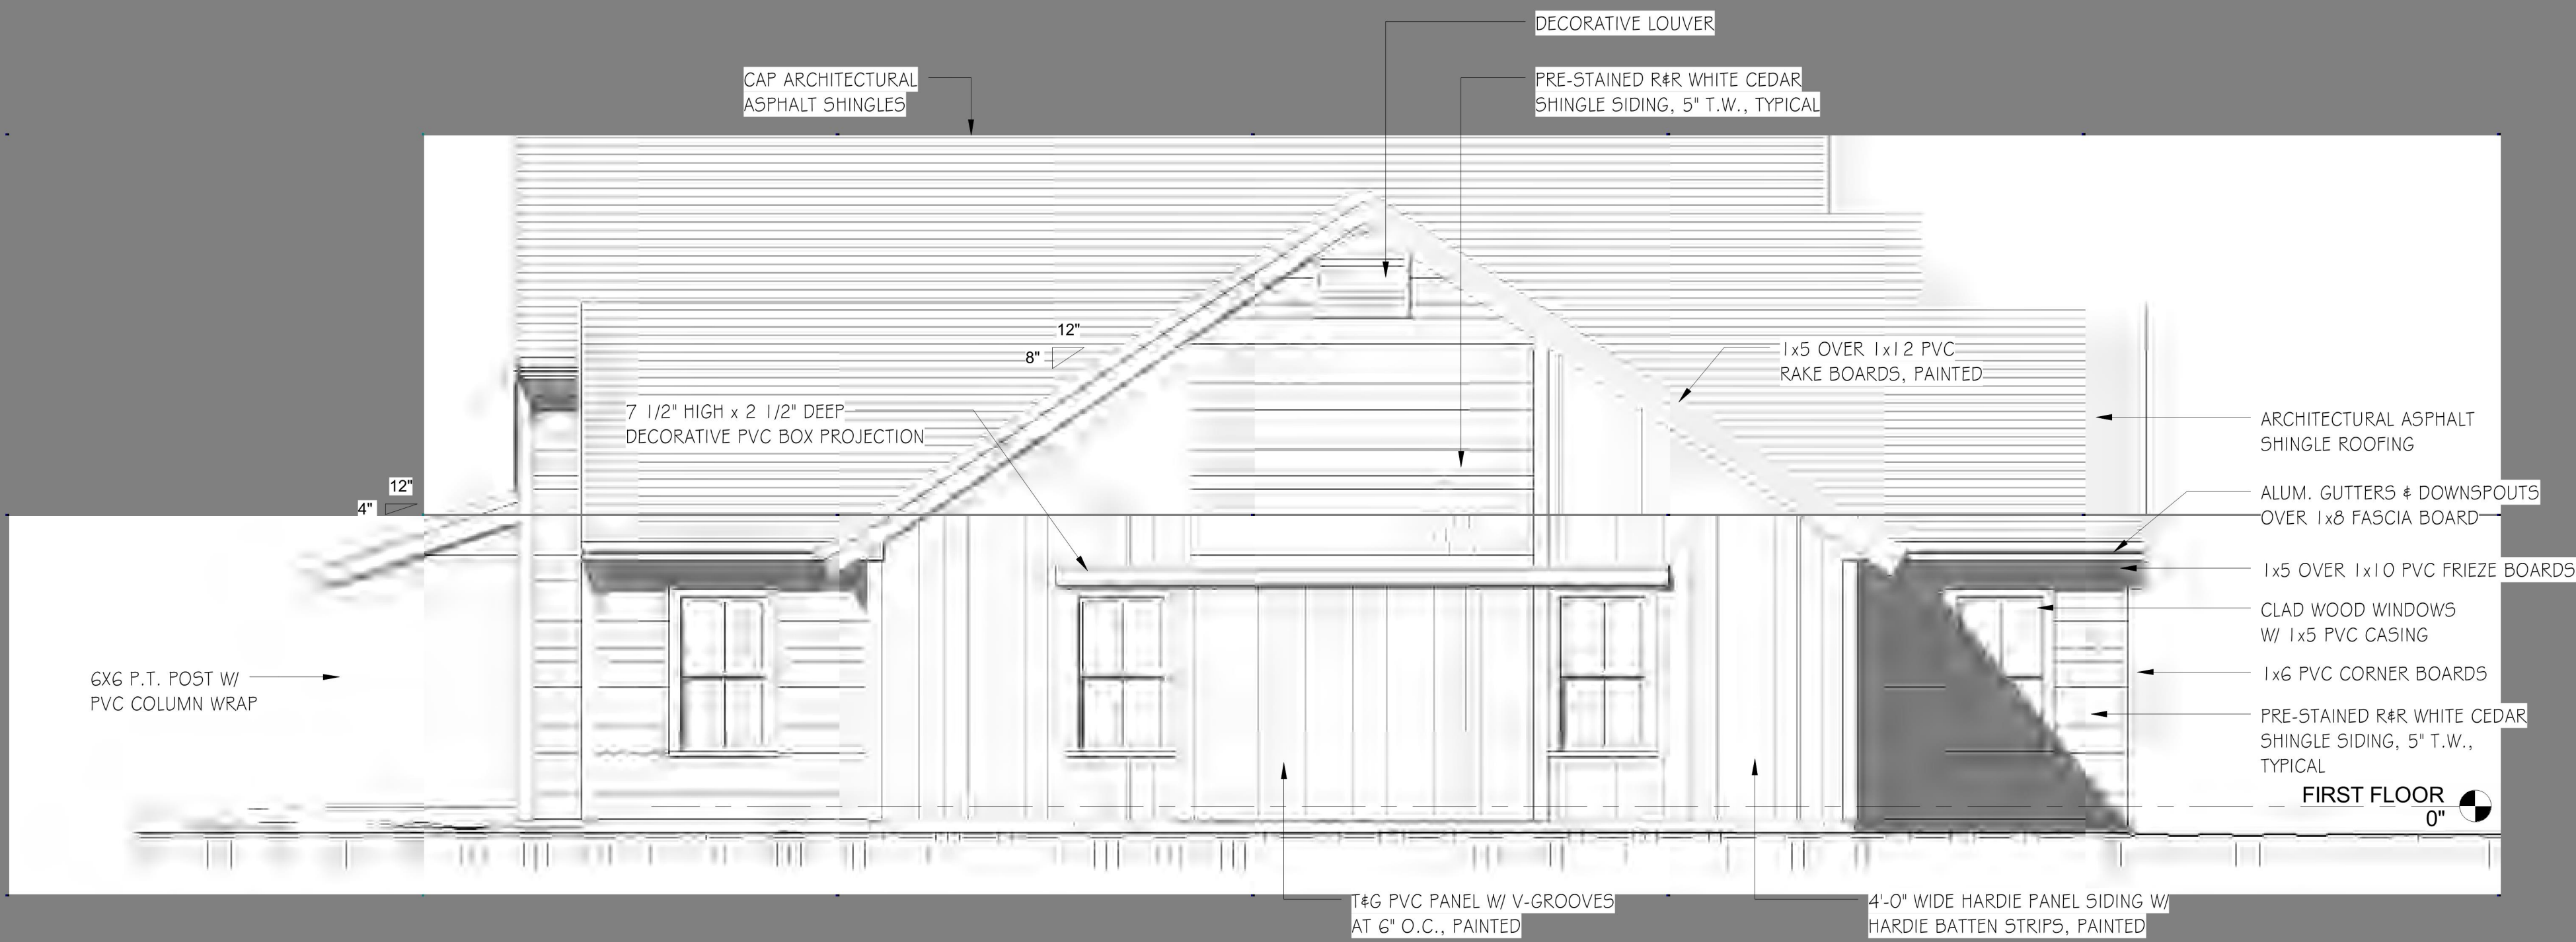 DECORATIVE LOUVER
CAP ARCHITECTURAL
ASPHALT SHINGLES
PRE-STAINED R&R WHITE CEDAR
SHINGLE SIDING, 5" T.W., TYPICAL
12"
8"
1x5 OVER 1x12 PVC
RAKE BOARDS, PAINTED
7 1/2" HIGH x 2 1/2" DEEP
DECORATIVE PVC BOX PROJECTION
ARCHITECTURAL ASPHALT
SHINGLE ROOFING
12"
4"
ALUM. GUTTERS & DOWNSPOUTS
OVER 1x8 FASCIA BOARD
1x5 OVER 1x10 PVC FRIEZE BOARDS
CLAD WOOD WINDOWS
W/ 1x5 PVC CASING
6X6 P.T. POST W/
PVC COLUMN WRAP
1x6 PVC CORNER BOARDS
PRE-STAINED R&R WHITE CEDAR
SHINGLE SIDING, 5" T.W.,
TYPICAL
FIRST FLOOR
0"
T&G PVC PANEL W/ V-GROOVES
AT 6" O.C., PAINTED
4'-0" WIDE HARDIE PANEL SIDING W/
HARDIE BATTEN STRIPS, PAINTED